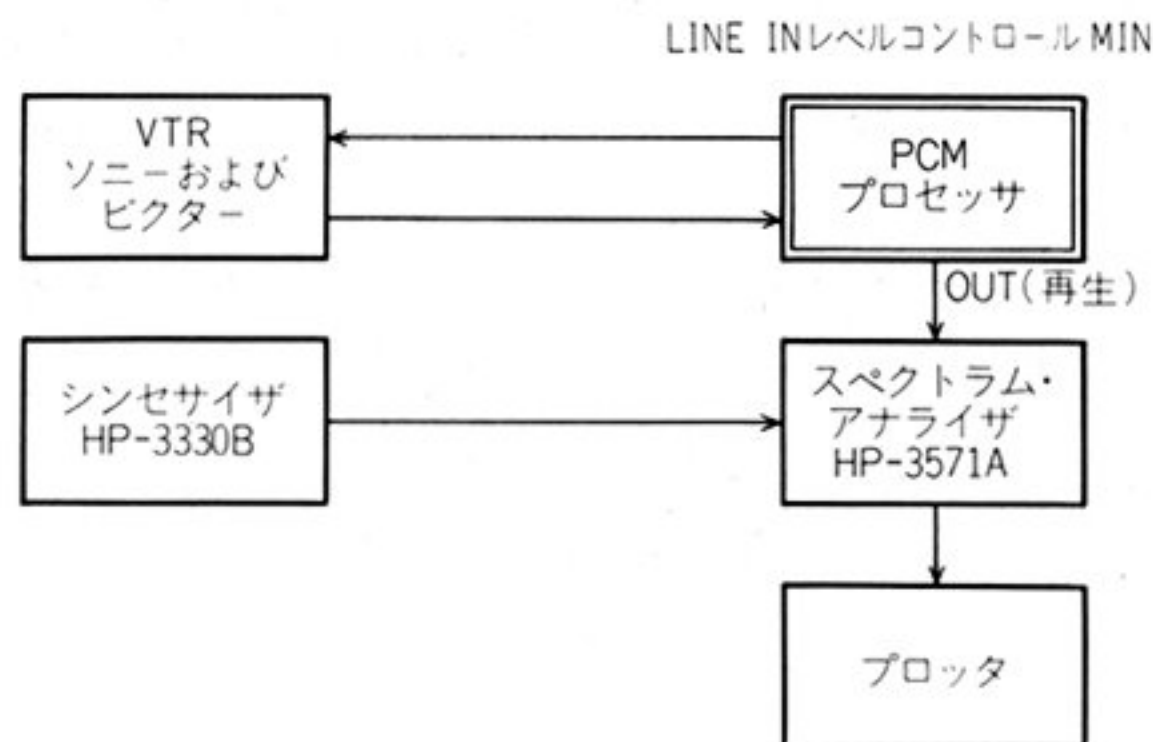 LINE INレベルコントロールMIN
VTR
ソニーおよび
ビクター
PCM
プロセッサ
OUT(再生)
シンセサイザ
HP-3330B
スペクトラム・
アナライザ
HP-3571A
プロッタ